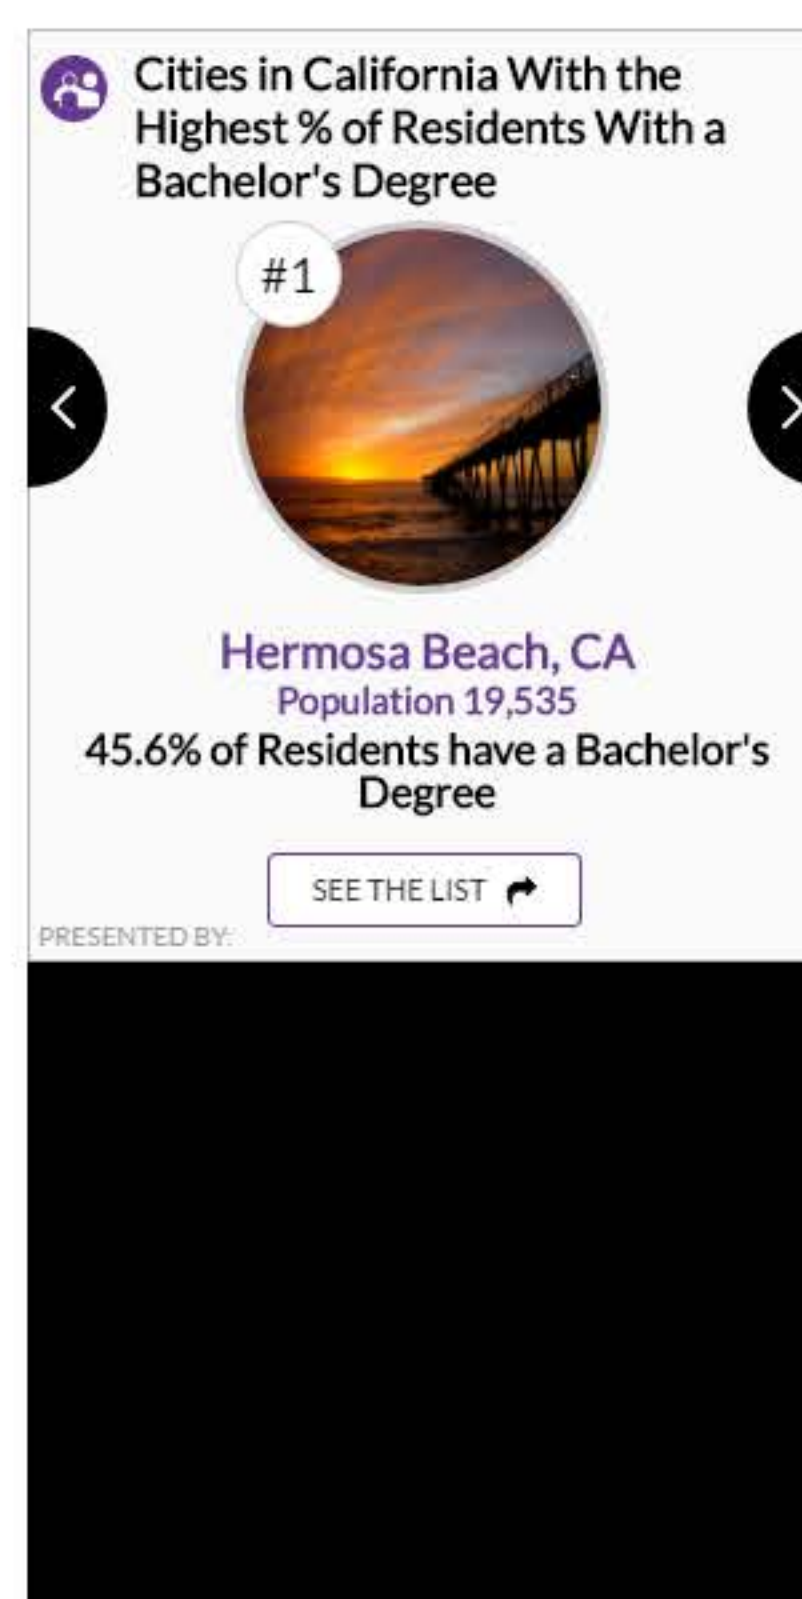 Cities in California With the
Highest % of Residents With a
Bachelor's Degree
#1
Hermosa Beach, CA
Population 19,535
45.6% of Residents have a Bachelor's
Degree
SEE THE LIST
PRESENTED BY: